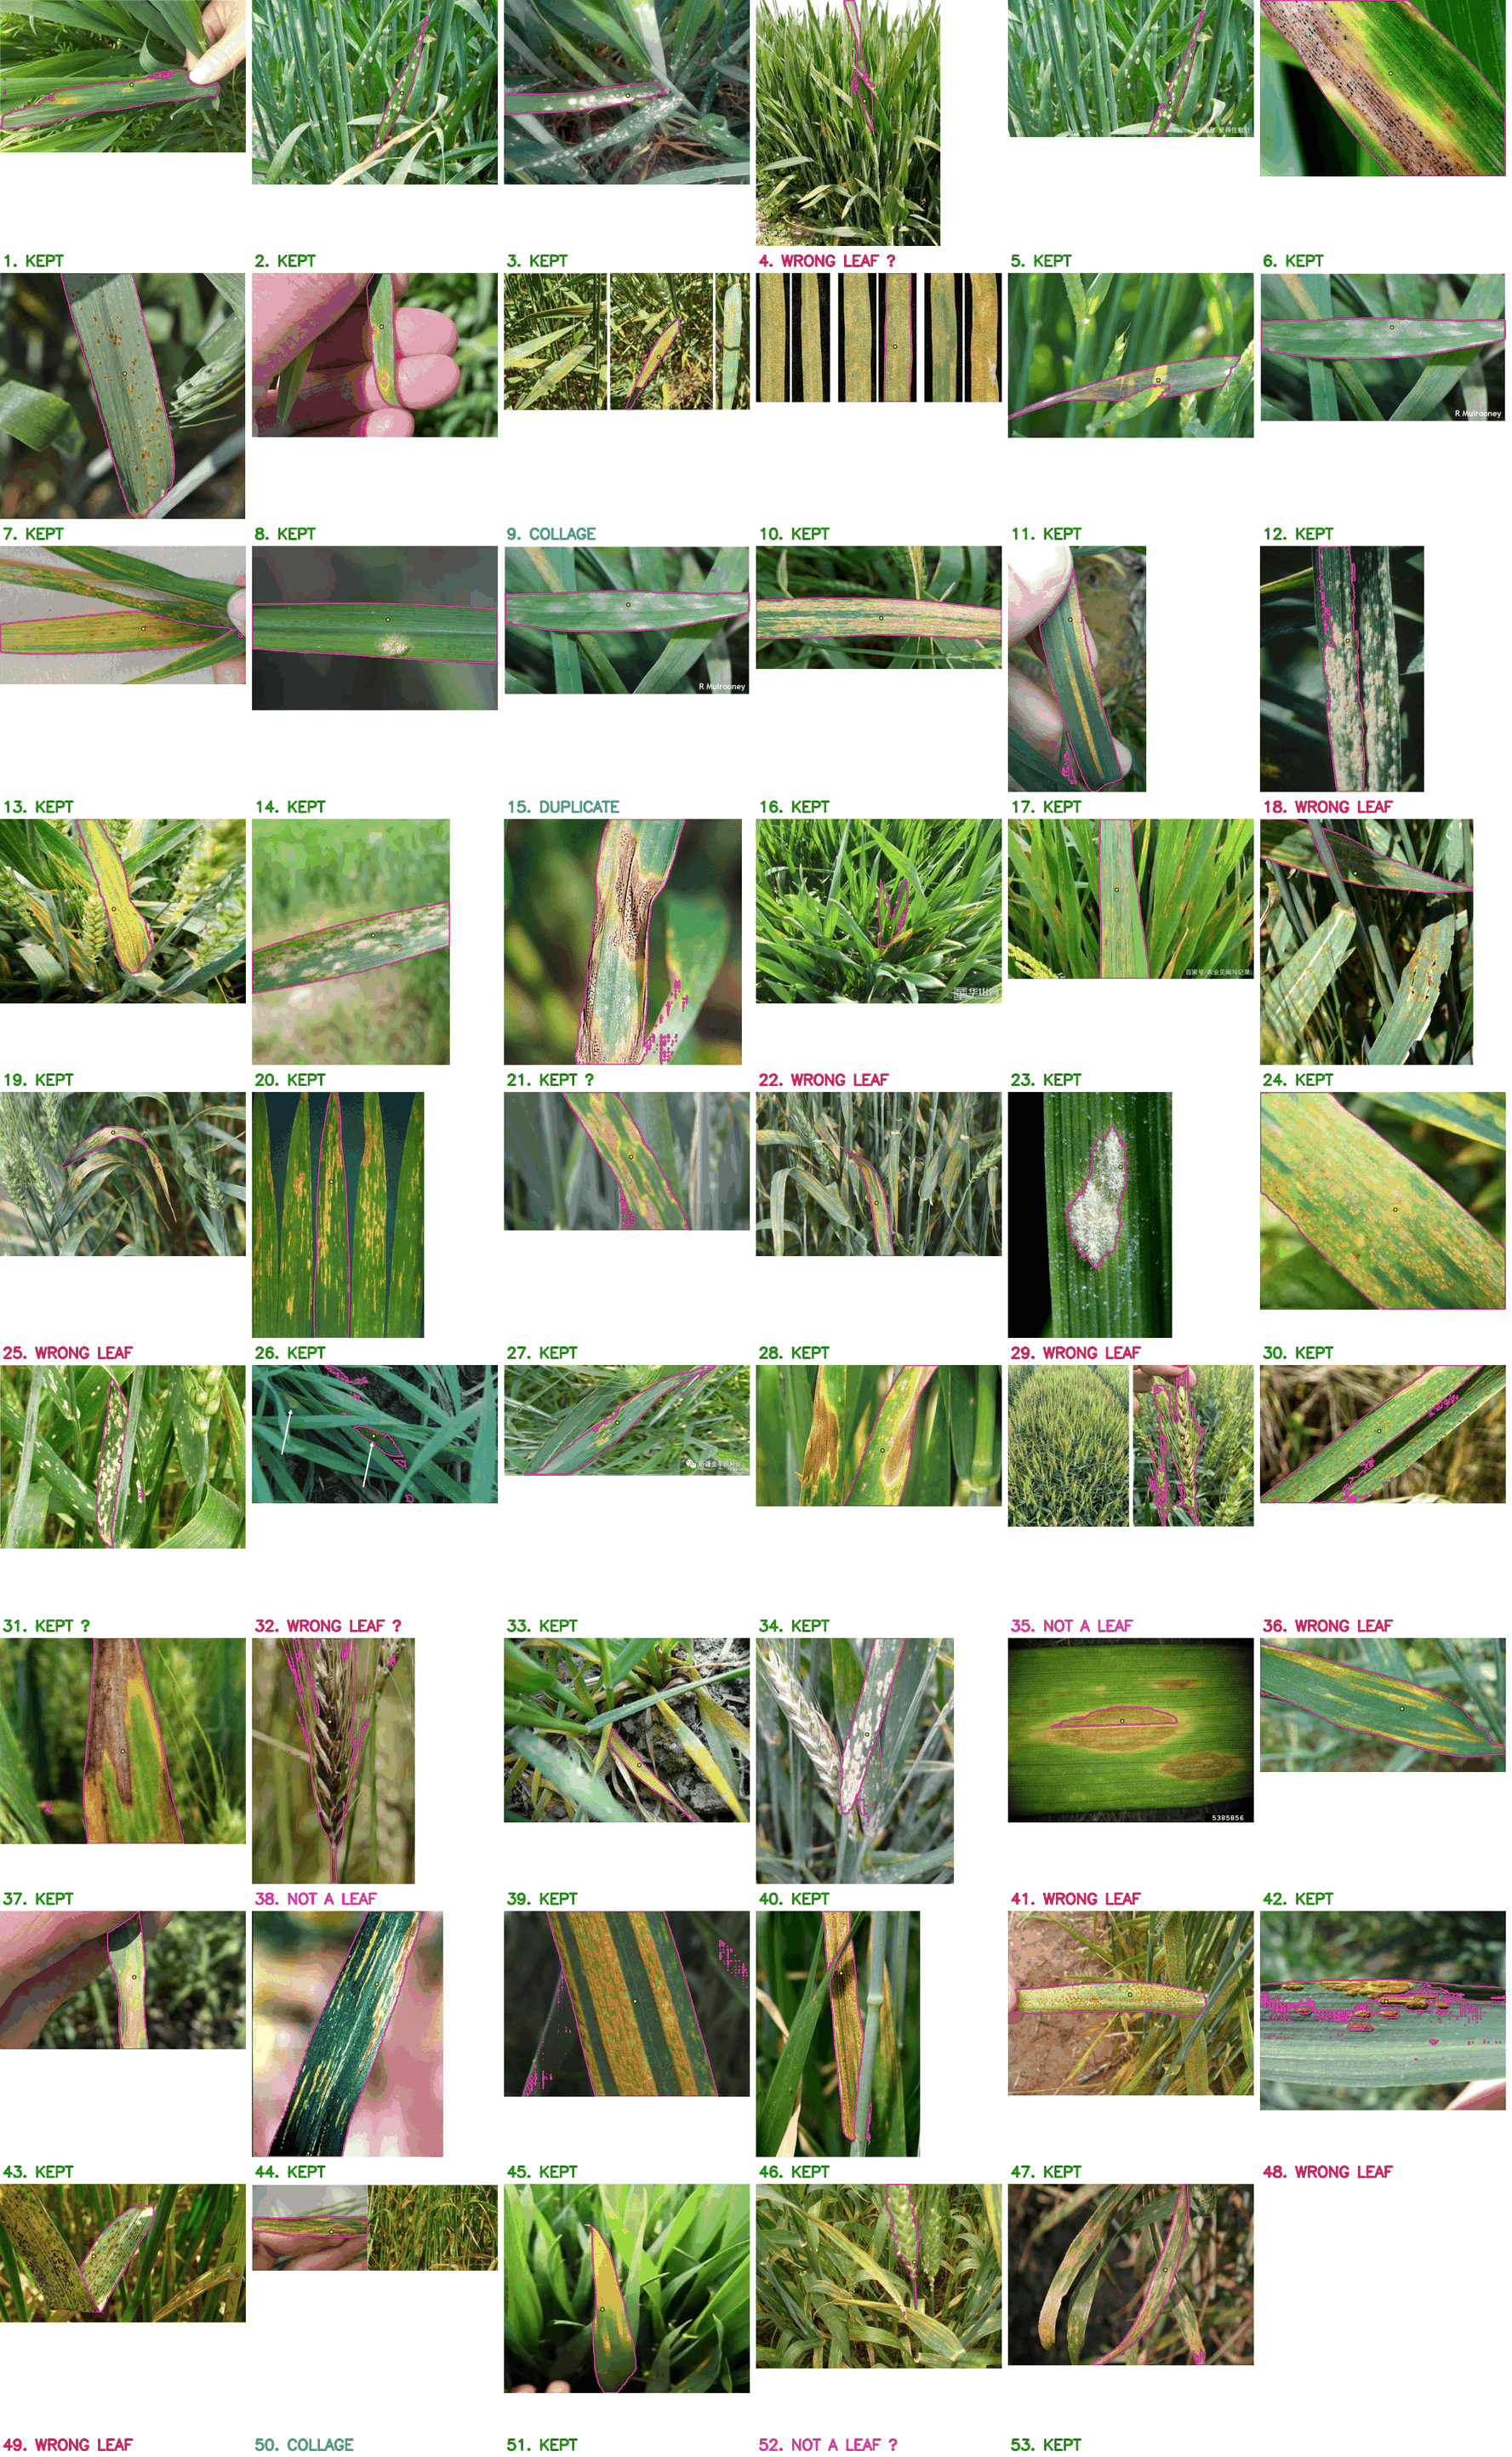 1. KEPT
2. KEPT
3. KEPT
4. WRONG LEAF ?
5. KEPT
6. KEPT
R Mulrooney
7. KEPT
8. KEPT
9. COLLAGE
10. KEPT
11. KEPT
12. KEPT
R Mulrooney
13. KEPT
14. KEPT
15. DUPLICATE
16. KEPT
17. KEPT
18. WRONG LEAF
19. KEPT
20. KEPT
21. KEPT ?
22. WRONG LEAF
23. KEPT
24. KEPT
25. WRONG LEAF
26. KEPT
27. KEPT
28. KEPT
29. WRONG LEAF
30. KEPT
31. KEPT ?
32. WRONG LEAF ?
33. KEPT
34. KEPT
35. NOT A LEAF
36. WRONG LEAF
5385856
37. KEPT
38. NOT A LEAF
39. KEPT
40. KEPT
41. WRONG LEAF
42. KEPT
43. KEPT
44. KEPT
45. KEPT
46. KEPT
47. KEPT
48. WRONG LEAF
49. WRONG LEAF
50. COLLAGE
51. KEPT
52. NOT A LEAF ?
53. KEPT